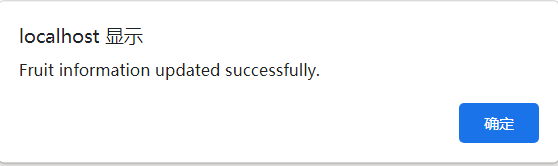 localhost 显示
Fruit information updated successfully.
确定